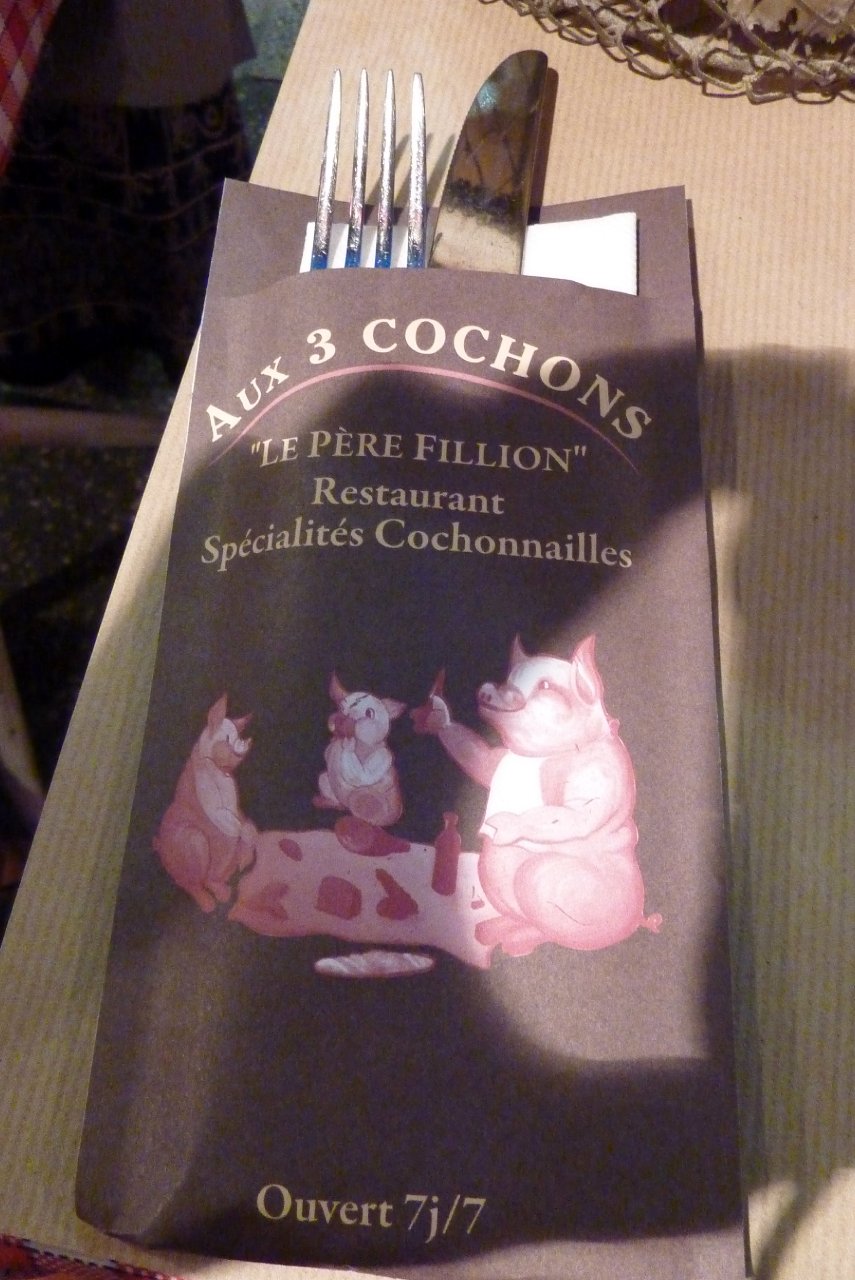 AUX 3 COCHONS
"LE PÈRE FILLION"
Restaurant
Spécialités Cochonnailles
Ouvert 7j/7